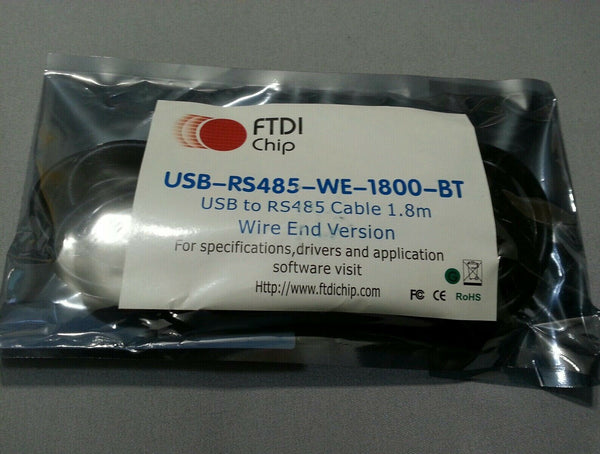 FTDI
Chip
USB-RS485-WE-1800-BT
USB to RS485 Cable 1.8m
Wire End Version
For specifications,drivers and application
software visit
Http://www.ftdichip.com
G
FC CE RoHS